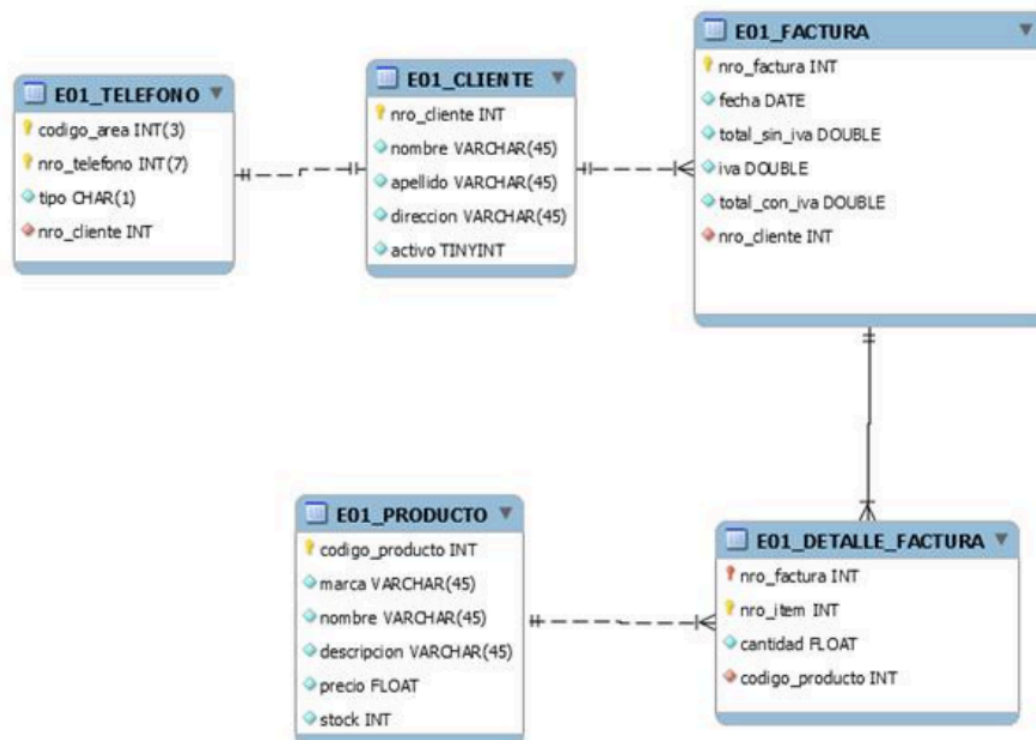 E01_TELEFONO
codigo_area INT(3)
nro_telefono INT(7)
tipo CHAR(1)
nro_cliente INT
E01_CLIENTE
nro_cliente INT
nombre VARCHAR(45)
apellido VARCHAR(45)
direccion VARCHAR(45)
activo TINYINT
E01_FACTURA
nro_factura INT
fecha DATE
total_sin_iva DOUBLE
iva DOUBLE
total_con_iva DOUBLE
nro_cliente INT
E01_PRODUCTO
codigo_producto INT
marca VARCHAR(45)
nombre VARCHAR(45)
descripcion VARCHAR(45)
precio FLOAT
stock INT
E01_DETALLE_FACTURA
nro_factura INT
nro_item INT
cantidad FLOAT
codigo_producto INT